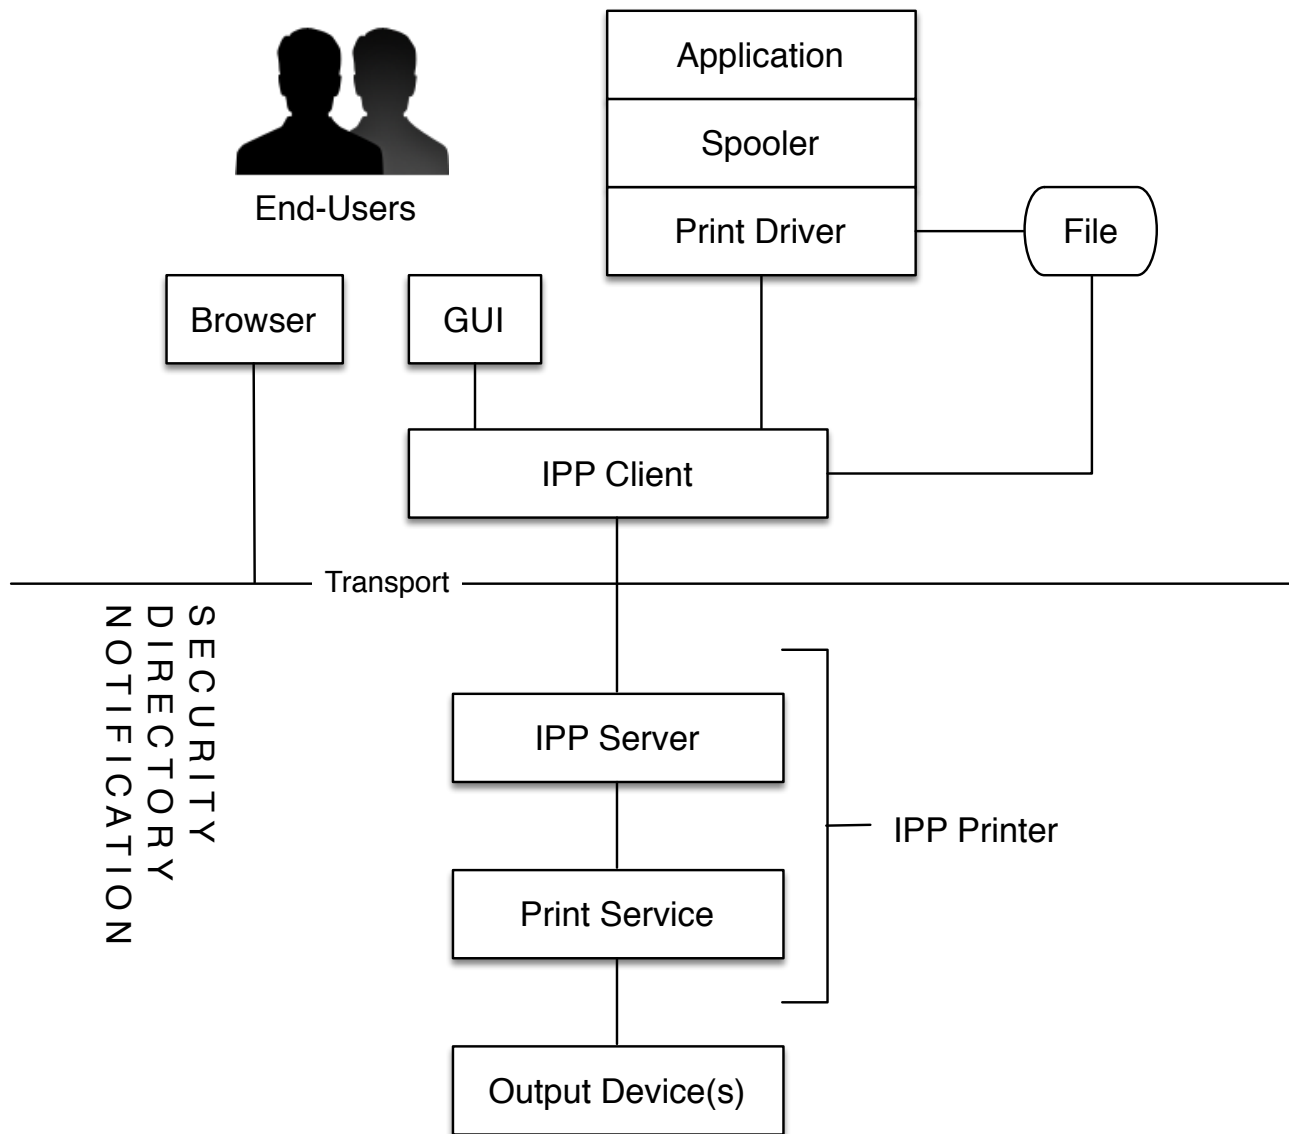 Application
Spooler
End-Users
Print Driver
File
Browser
GUI
IPP Client
Transport
SECURITY
DIRECTORY
NOTIFICATION
IPP Server
IPP Printer
Print Service
Output Device(s)